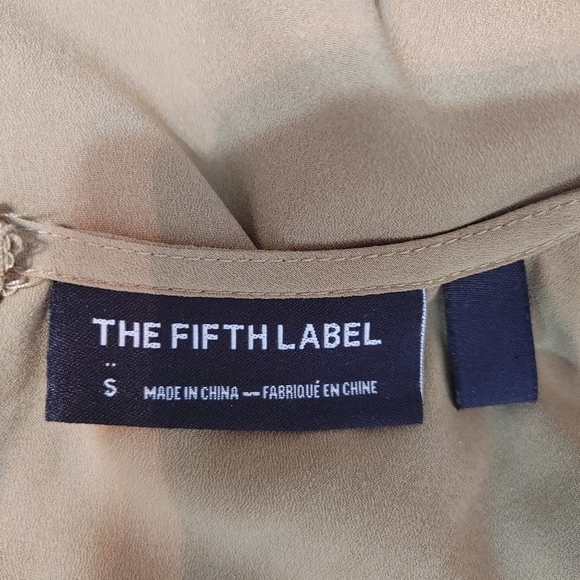 THE FIFTH LABEL
S̈
MADE IN CHINA — FABRIQUÉ EN CHINE